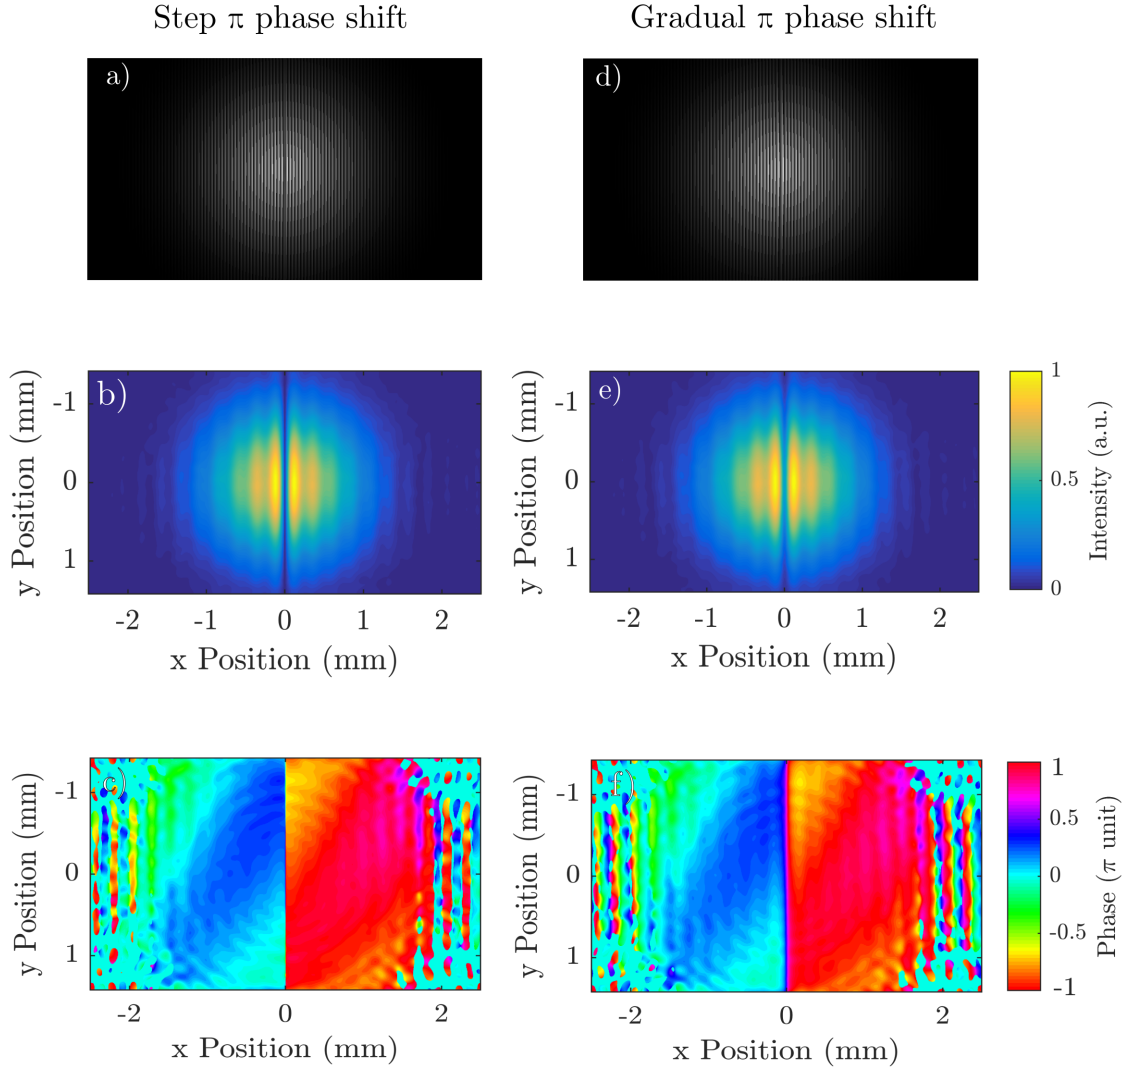 Step π phase shift
Gradual π phase shift
a)
d)
b)
e)
y Position (mm)
-1
0
1
-2 -1 0 1 2
x Position (mm)
y Position (mm)
-1
0
1
-2 -1 0 1 2
x Position (mm)
1
0.5
0
Intensity (a.u.)
c)
f)
y Position (mm)
-1
0
1
-2 0 2
x Position (mm)
y Position (mm)
-1
0
1
-2 0 2
x Position (mm)
1
0.5
0
-0.5
-1
Phase (π unit)